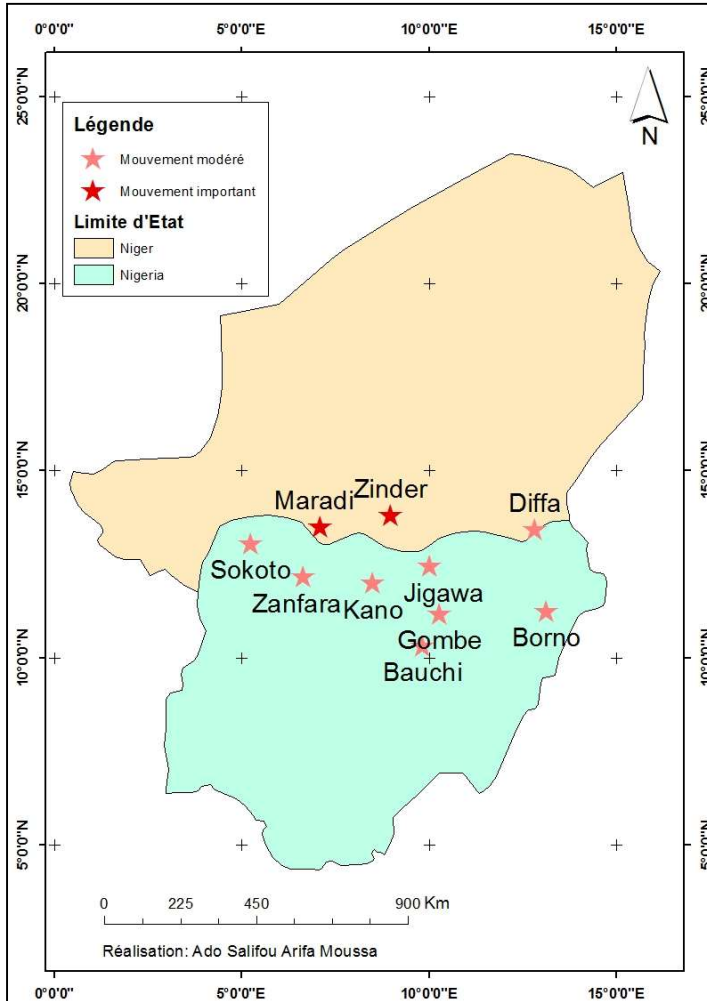 0°0'0" 5°0'0"E 10°0'0"E 15°0'0"E
25°0'0"N 25°0'0"N
N
Légende
Mouvement modéré
Mouvement important
Limite d'Etat
Niger
Nigeria
20°0'0"N 20°0'0"N
15°0'0"N 15°0'0"N
Maradi Zinder Diffa
Sokoto
Zanfara Kano Jigawa
Gombe Borno
Bauchi
10°0'0"N 10°0'0"N
5°0'0"N 5°0'0"N
0 225 450 900 Km
Réalisation: Ado Salifou Arifa Moussa
0°0'0" 5°0'0"E 10°0'0"E 15°0'0"E